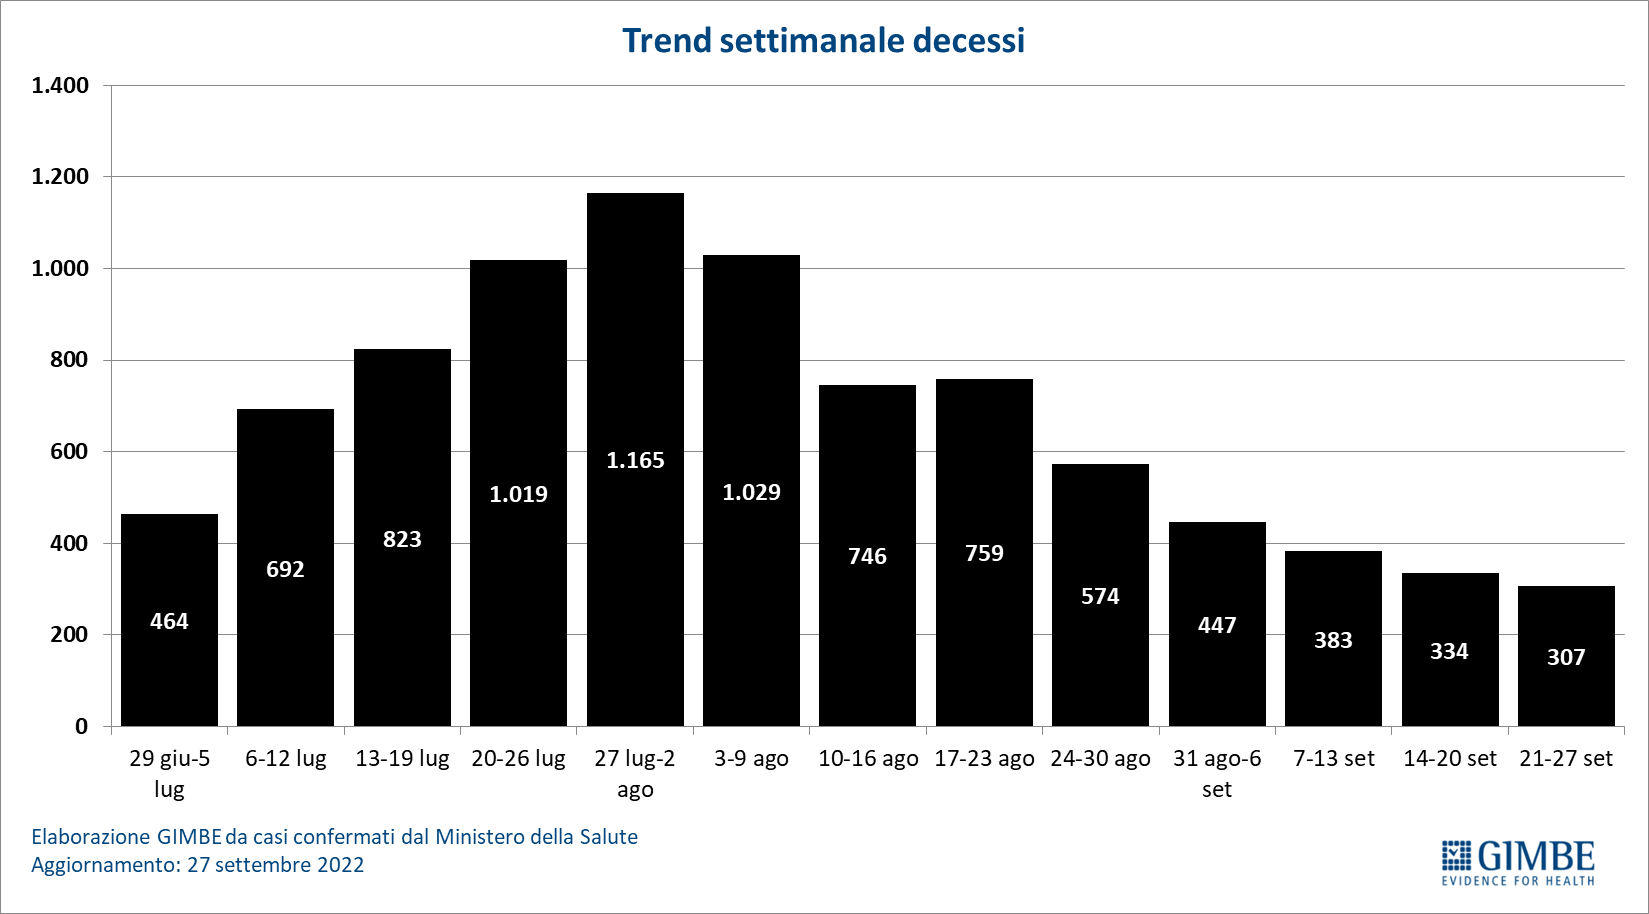 Trend settimanale decessi
1.400
1.200
1.000
800
600
400
200
0
464
692
823
1.019
1.165
1.029
746
759
574
447
383
334
307
29 giu-5
lug
6-12 lug
13-19 lug
20-26 lug
27 lug-2
ago
3-9 ago
10-16 ago
17-23 ago
24-30 ago
31 ago-6
set
7-13 set
14-20 set
21-27 set
Elaborazione GIMBE da casi confermati dal Ministero della Salute
Aggiornamento: 27 settembre 2022
GIMBE
EVIDENCE FOR HEALTH